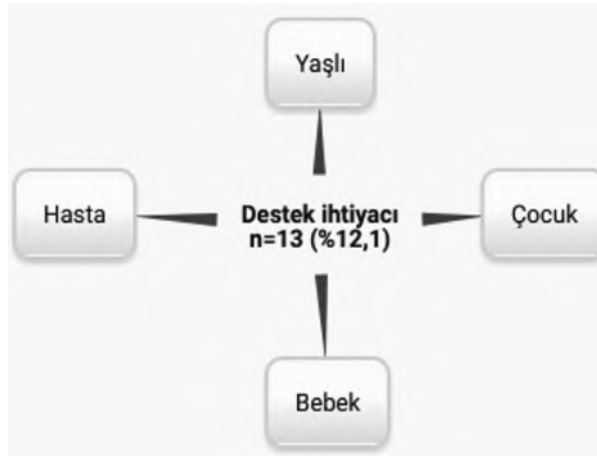 Yaşlı
Hasta
Destek ihtiyacı
n=13 (%12,1)
Çocuk
Bebek